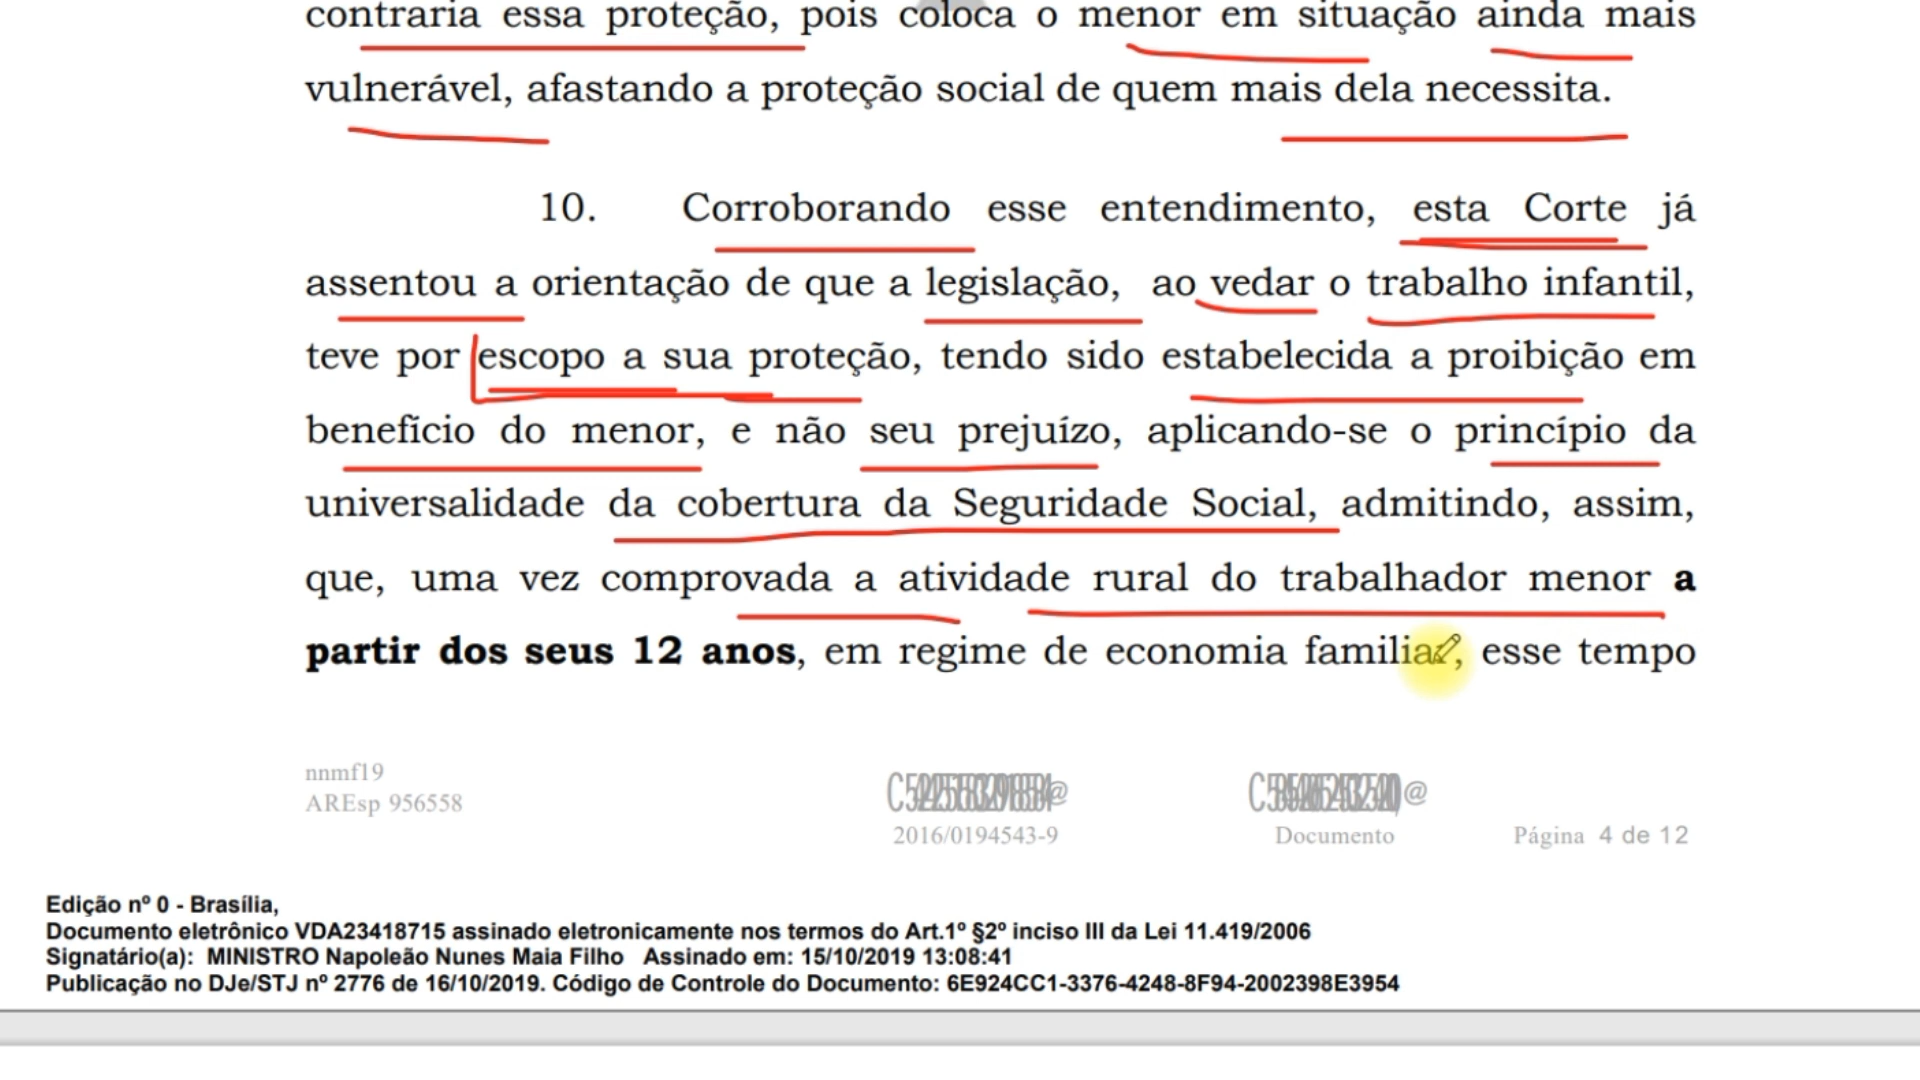 contraria essa proteção, pois coloca o menor em situação ainda mais
vulnerável, afastando a proteção social de quem mais dela necessita.
10. Corroborando esse entendimento, esta Corte já
assentou a orientação de que a legislação, ao vedar o trabalho infantil,
teve por escopo a sua proteção, tendo sido estabelecida a proibição em
benefício do menor, e não seu prejuízo, aplicando-se o princípio da
universalidade da cobertura da Seguridade Social, admitindo, assim,
que, uma vez comprovada a atividade rural do trabalhador menor a
partir dos seus 12 anos, em regime de economia familiar, esse tempo
nnmf19
AREsp 956558
2016/0194543-9
Documento
Página 4 de 12
Edição nº 0 - Brasília,
Documento eletrônico VDA23418715 assinado eletronicamente nos termos do Art.1º §2º inciso III da Lei 11.419/2006
Signatário(a): MINISTRO Napoleão Nunes Maia Filho Assinado em: 15/10/2019 13:08:41
Publicação no DJe/STJ nº 2776 de 16/10/2019. Código de Controle do Documento: 6E924CC1-3376-4248-8F94-2002398E3954